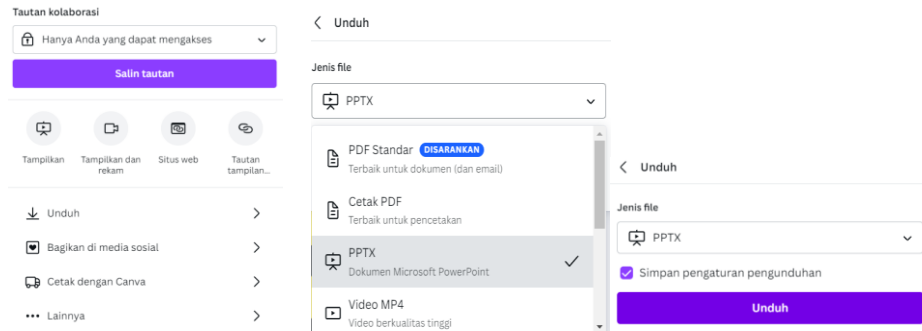 Tautan kolaborasi
Hanya Anda yang dapat mengakses
Salin tautan
Tampilkan
Tampilkan dan
rekam
Situs web
Tautan
tampilan...
Unduh
Bagikan di media sosial
Cetak dengan Canva
Lainnya
Unduh
Jenis file
PPTX
PDF Standar DISARANKAN
Terbaik untuk dokumen (dan email)
Cetak PDF
Terbaik untuk pencetakan
PPTX
Dokumen Microsoft PowerPoint
Video MP4
Video berkualitas tinggi
Unduh
Jenis file
PPTX
Simpan pengaturan pengunduhan
Unduh